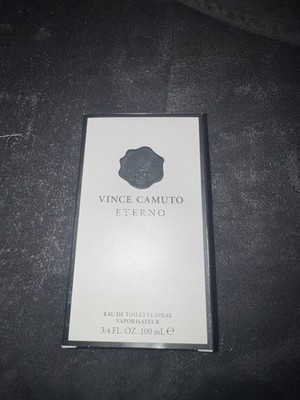 VINCE CAMUTO
ETERNO
EAU DE TOILETTE SPRAY
VAPORISATEUR
3.4 FL. OZ. 100 mL ℮